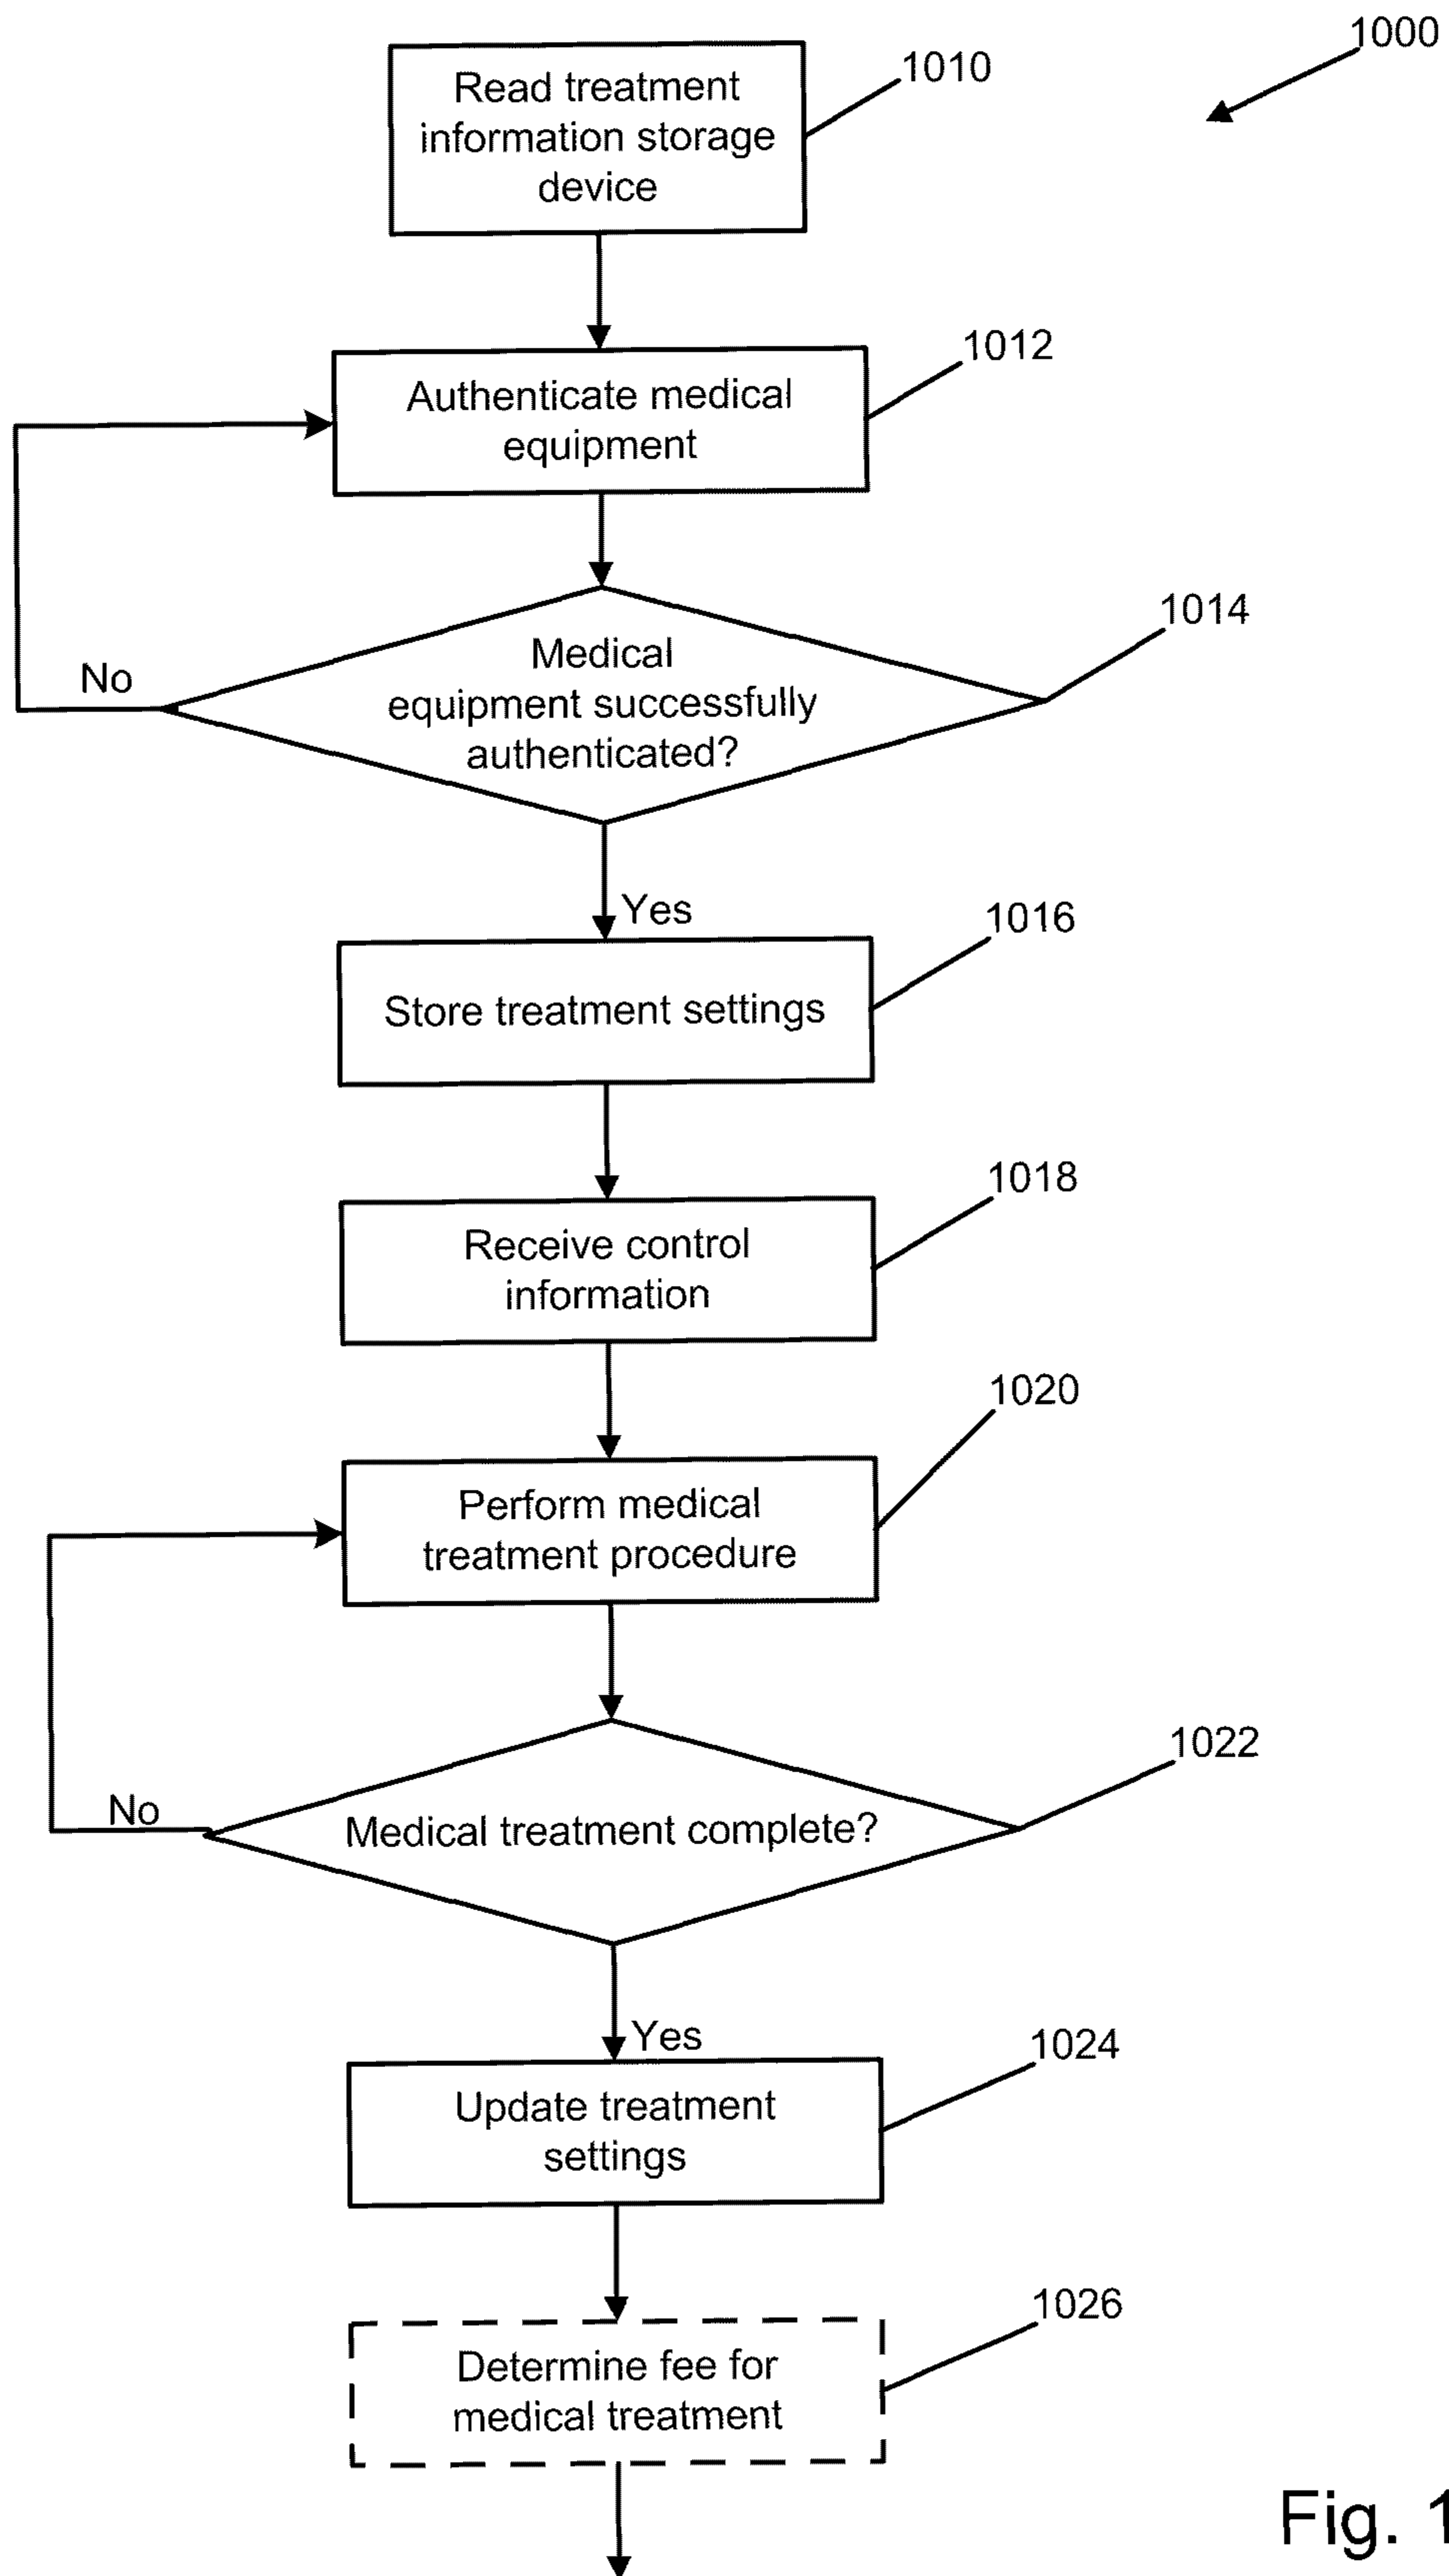 1000
Read treatment
information storage
device
1010
Authenticate medical
equipment
1012
Medical
equipment successfully
authenticated?
1014
No
Yes
Store treatment settings
1016
Receive control
information
1018
Perform medical
treatment procedure
1020
Medical treatment complete?
1022
No
Yes
Update treatment
settings
1024
Determine fee for
medical treatment
1026
Fig. 1